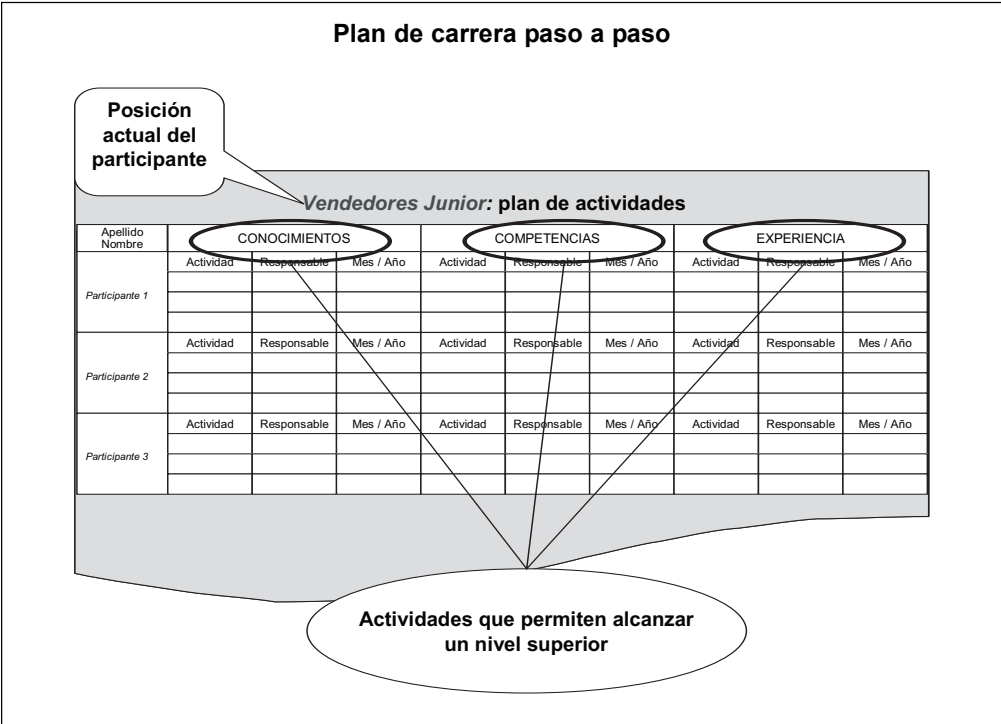 Plan de carrera paso a paso
Posición
actual del
participante
Vendedores Junior: plan de actividades
Apellido
Nombre
CONOCIMIENTOS COMPETENCIAS EXPERIENCIA
Actividad Responsable Mes / Año Actividad Responsable Mes / Año Actividad Responsable Mes / Año
Participante 1
Actividad Responsable Mes / Año Actividad Responsable Mes / Año Actividad Responsable Mes / Año
Participante 2
Actividad Responsable Mes / Año Actividad Responsable Mes / Año Actividad Responsable Mes / Año
Participante 3
Actividades que permiten alcanzar
un nivel superior